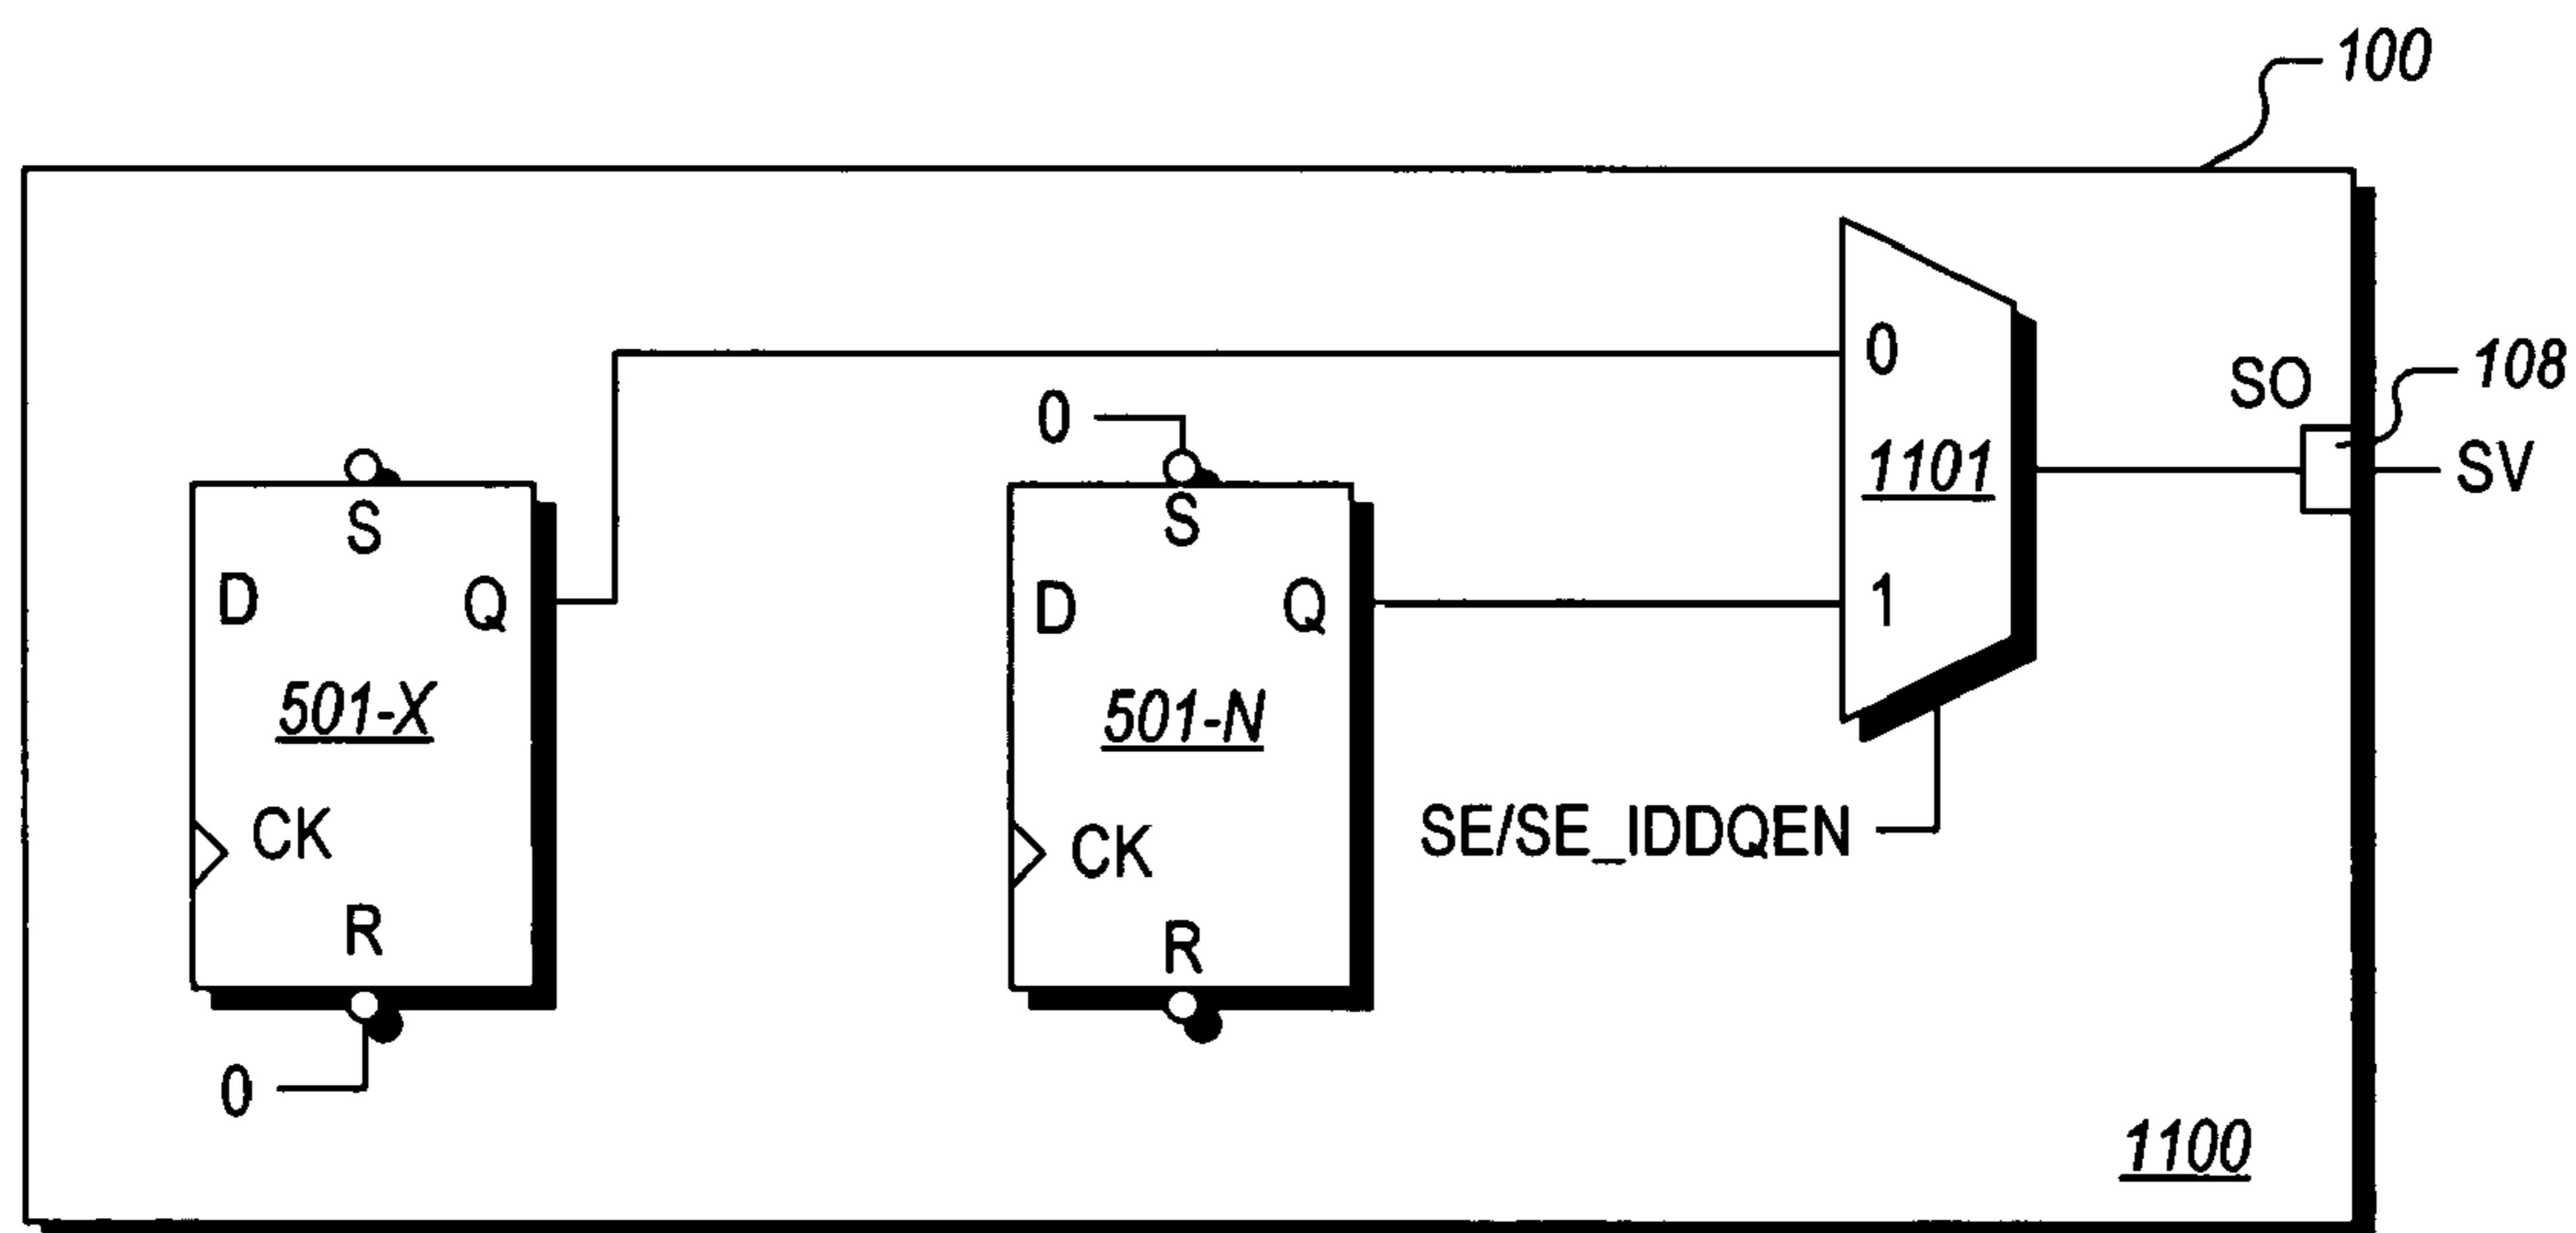 100
0
SO
108
0
1101
SV
S
S
D
Q
D
Q
1
501-X
501-N
CK
CK
SE/SE_IDDQEN
R
R
0
1100